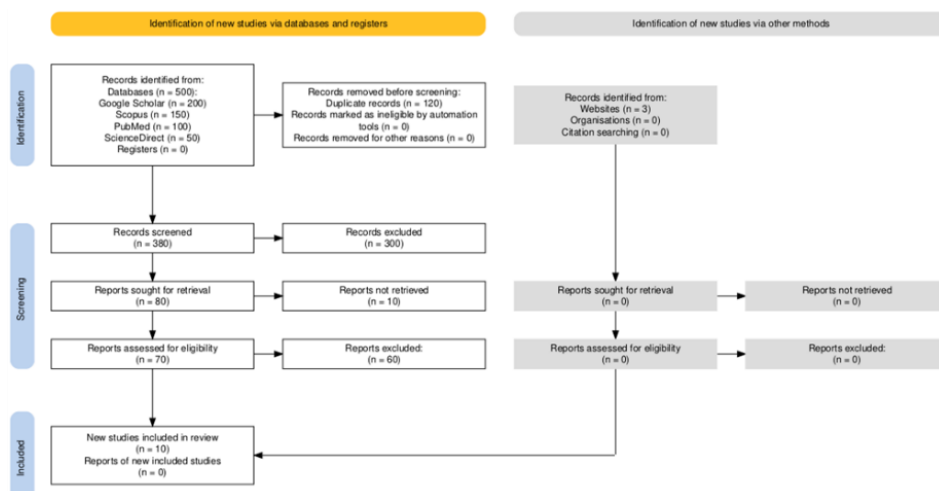 Identification of new studies via databases and registers
Identification of new studies via other methods
Identification
Records identified from:
Databases (n = 500):
Google Scholar (n = 200)
Scopus (n = 150)
PubMed (n = 100)
ScienceDirect (n = 50)
Registers (n = 0)
Records removed before screening:
Duplicate records (n = 120)
Records marked as ineligible by automation
tools (n = 0)
Records removed for other reasons (n = 0)
Records identified from:
Websites (n = 3)
Organisations (n = 0)
Citation searching (n = 0)
Screening
Records screened
(n = 380)
Records excluded
(n = 300)
Reports sought for retrieval
(n = 80)
Reports not retrieved
(n = 10)
Reports sought for retrieval
(n = 0)
Reports not retrieved
(n = 0)
Reports assessed for eligibility
(n = 70)
Reports excluded:
(n = 60)
Reports assessed for eligibility
(n = 0)
Reports excluded:
(n = 0)
Included
New studies included in review
(n = 10)
Reports of new included studies
(n = 0)